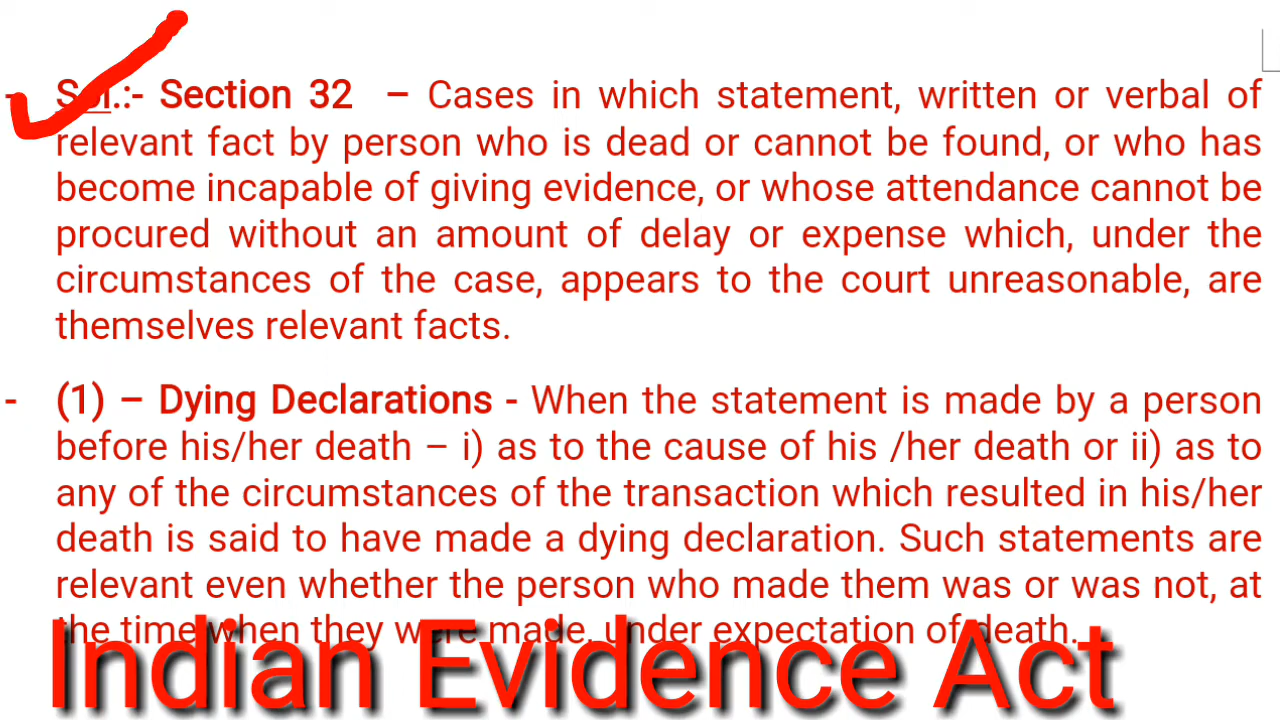 - Sol.:- Section 32 – Cases in which statement, written or verbal of
relevant fact by person who is dead or cannot be found, or who has
become incapable of giving evidence, or whose attendance cannot be
procured without an amount of delay or expense which, under the
circumstances of the case, appears to the court unreasonable, are
themselves relevant facts.
- (1) – Dying Declarations - When the statement is made by a person
before his/her death – i) as to the cause of his /her death or ii) as to
any of the circumstances of the transaction which resulted in his/her
death is said to have made a dying declaration. Such statements are
relevant even whether the person who made them was or was not, at
the time when they were made, under expectation of death.
Indian Evidence Act